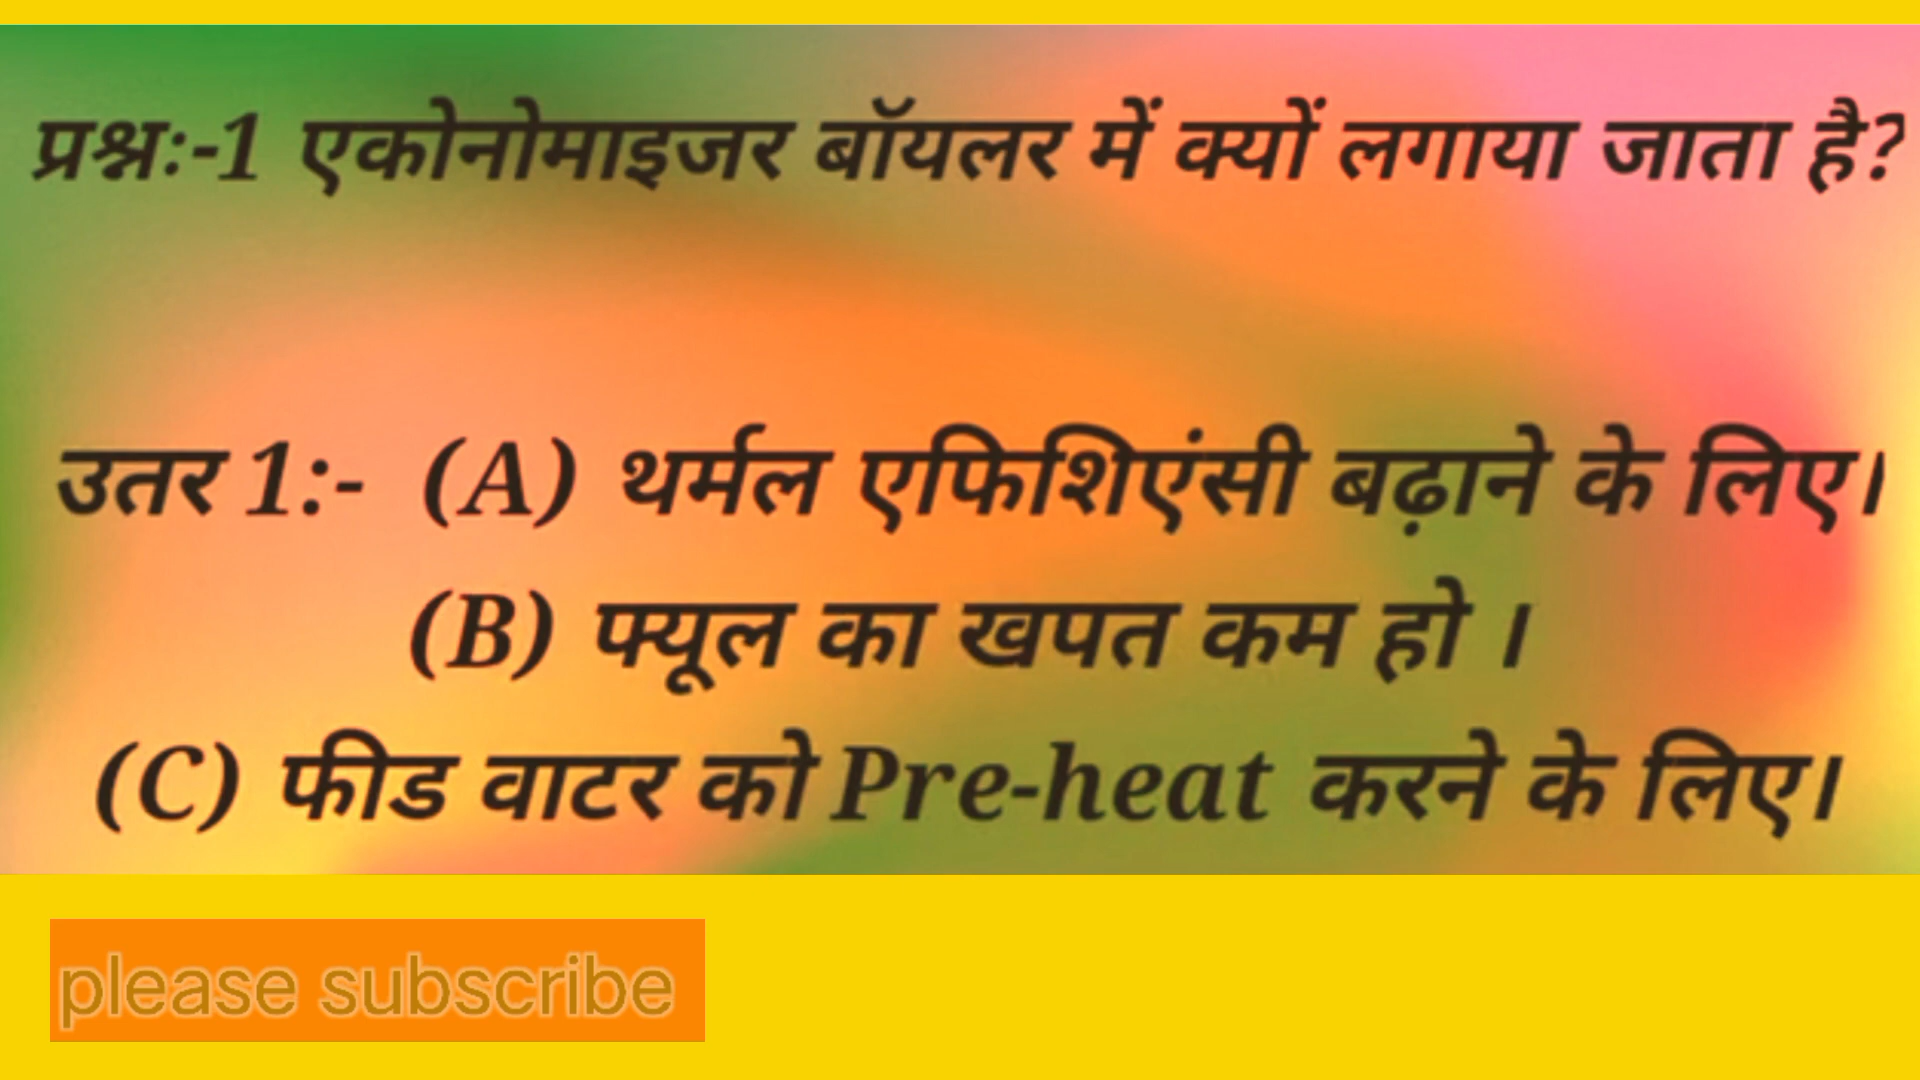 प्रश्न:-1 एकोनोमाइजर बॉयलर में क्यों लगाया जाता है?
उतर 1:- (A) थर्मल एफिशिएंसी बढ़ाने के लिए।
(B) फ्यूल का खपत कम हो ।
(C) फीड वाटर को Pre-heat करने के लिए।
please subscribe